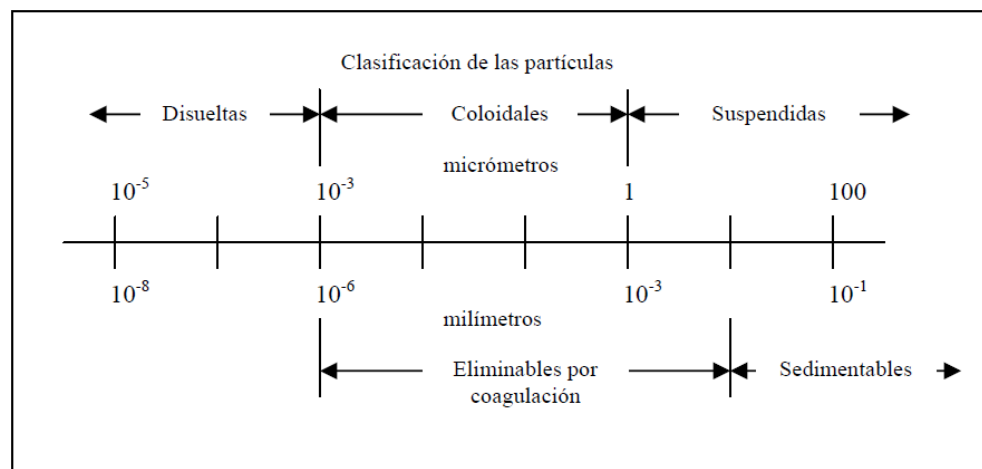 Clasificación de las partículas
Disueltas Coloidales Suspendidas
micrómetros
10⁻⁵ 10⁻³ 1 100
10⁻⁸ 10⁻⁶ 10⁻³ 10⁻¹
milímetros
Eliminables por Sedimentables
coagulación